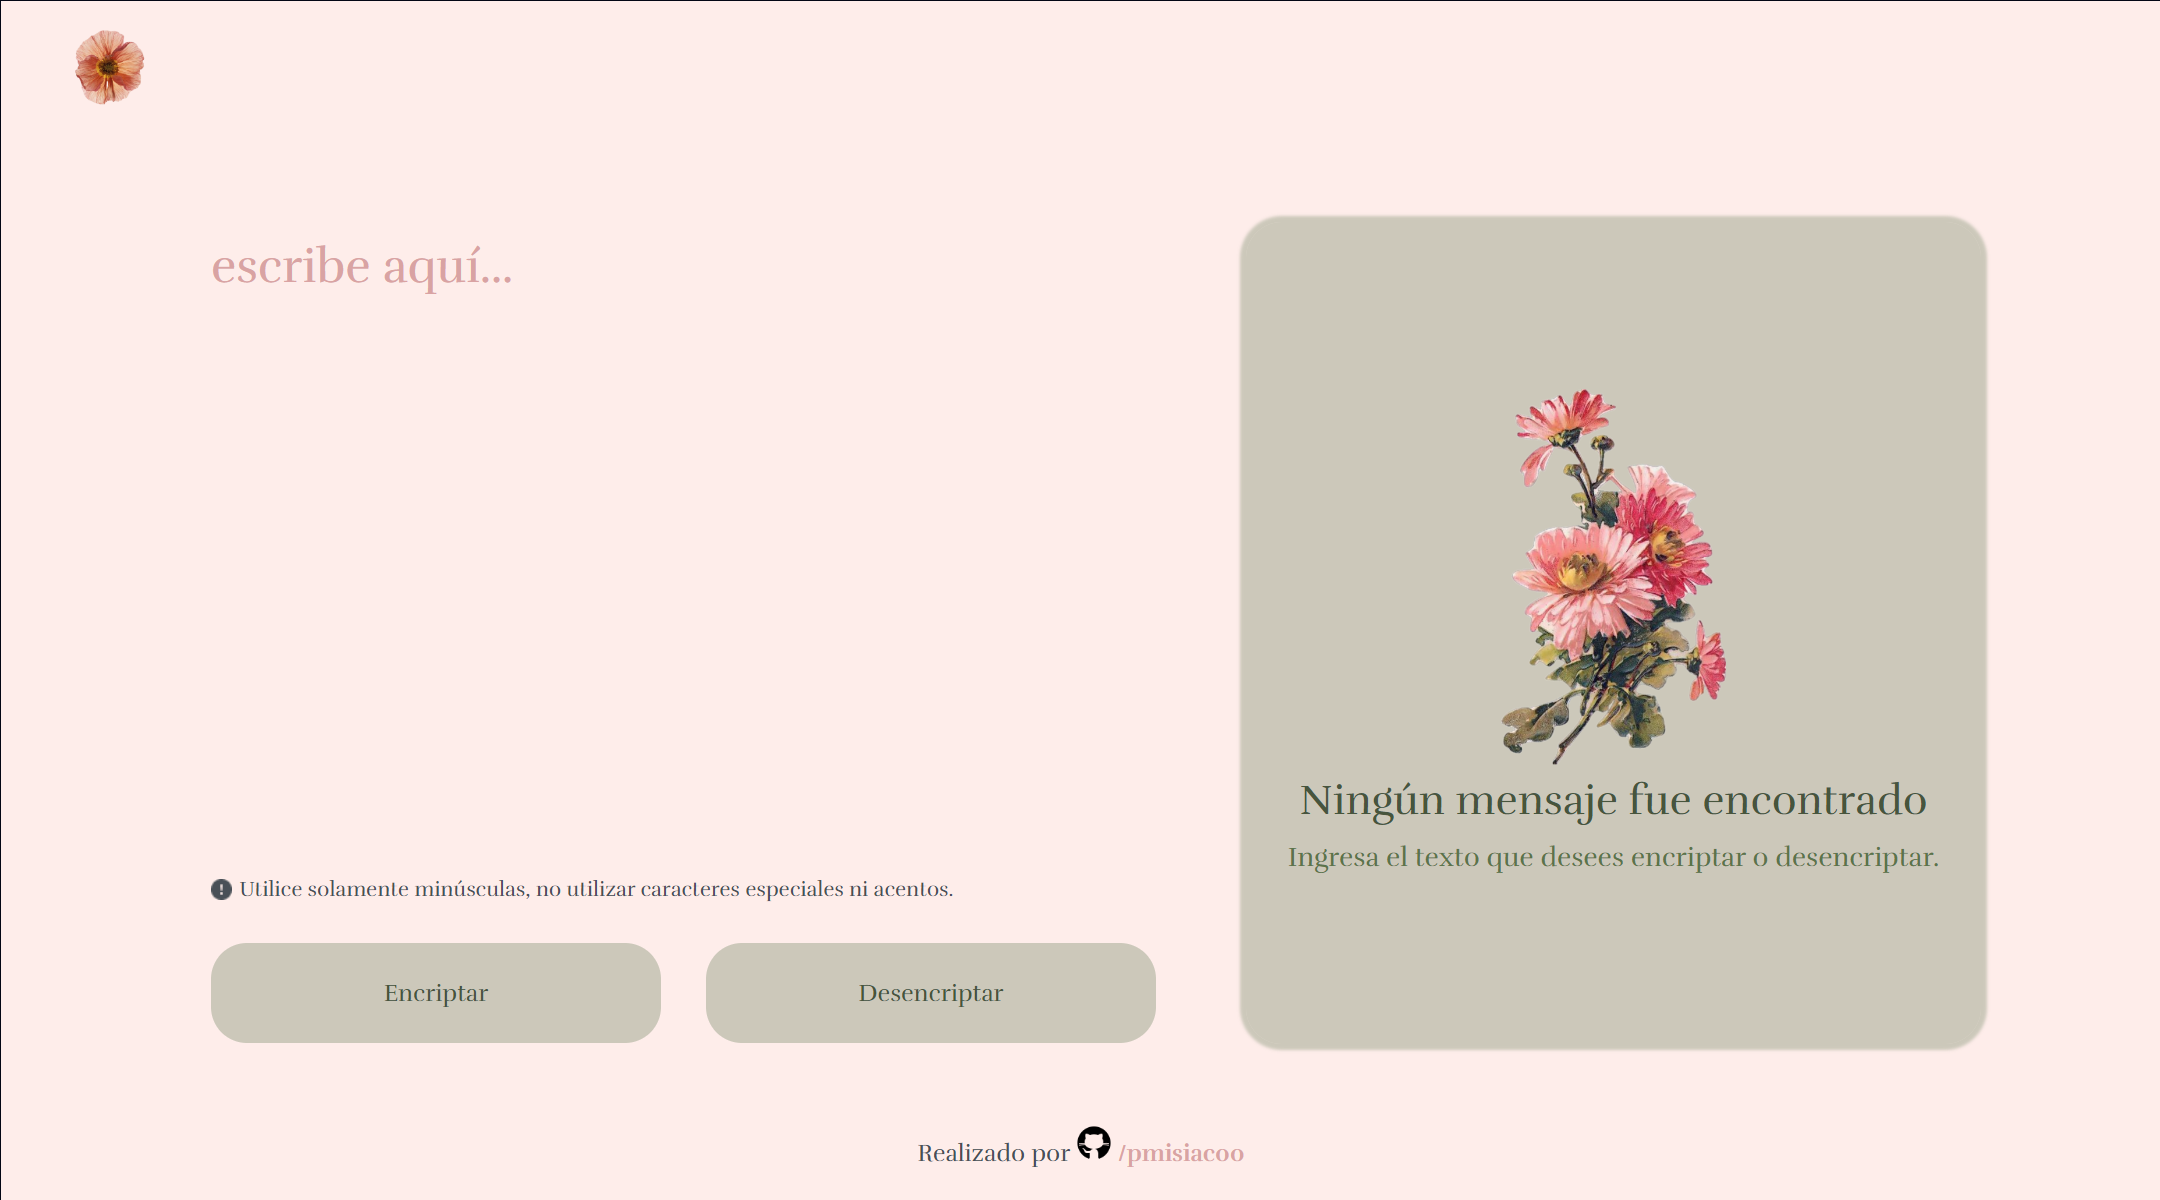 escribe aquí...
Utilice solamente minúsculas, no utilizar caracteres especiales ni acentos.
Encriptar
Desencriptar
Ningún mensaje fue encontrado
Ingresa el texto que desees encriptar o desencriptar.
Realizado por /pmisiacoo